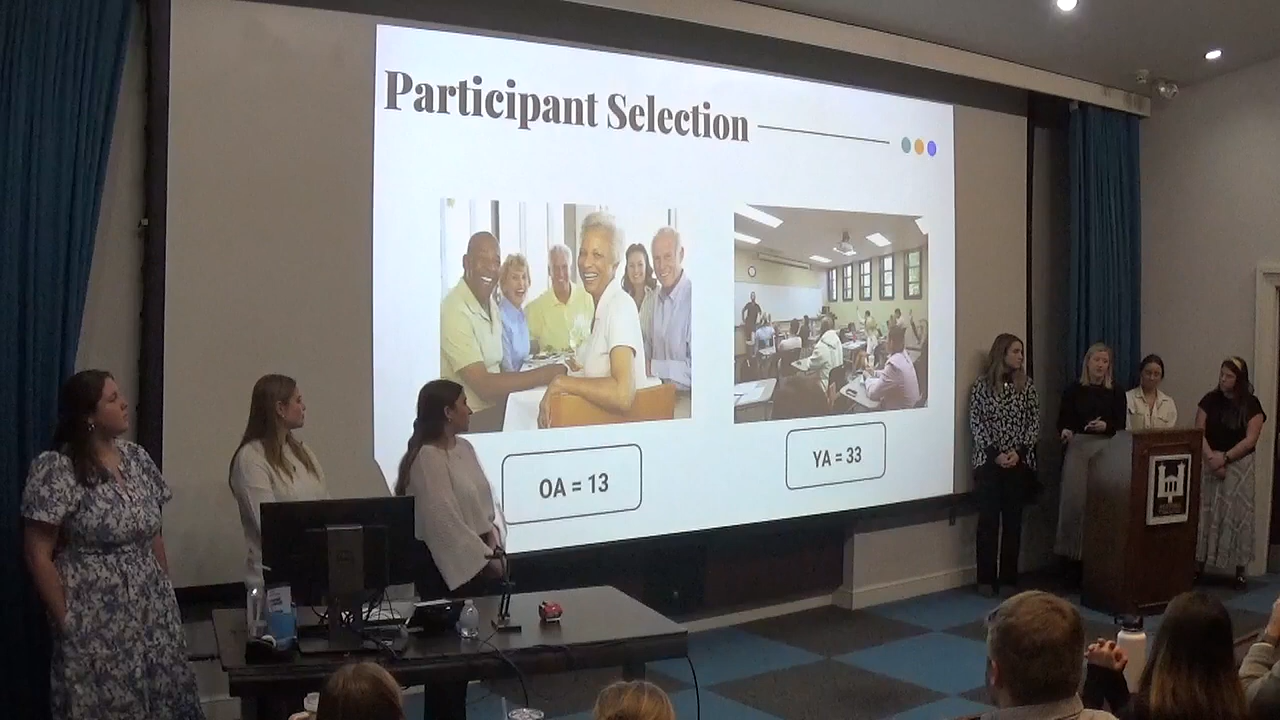 Participant Selection
OA = 13
YA = 33